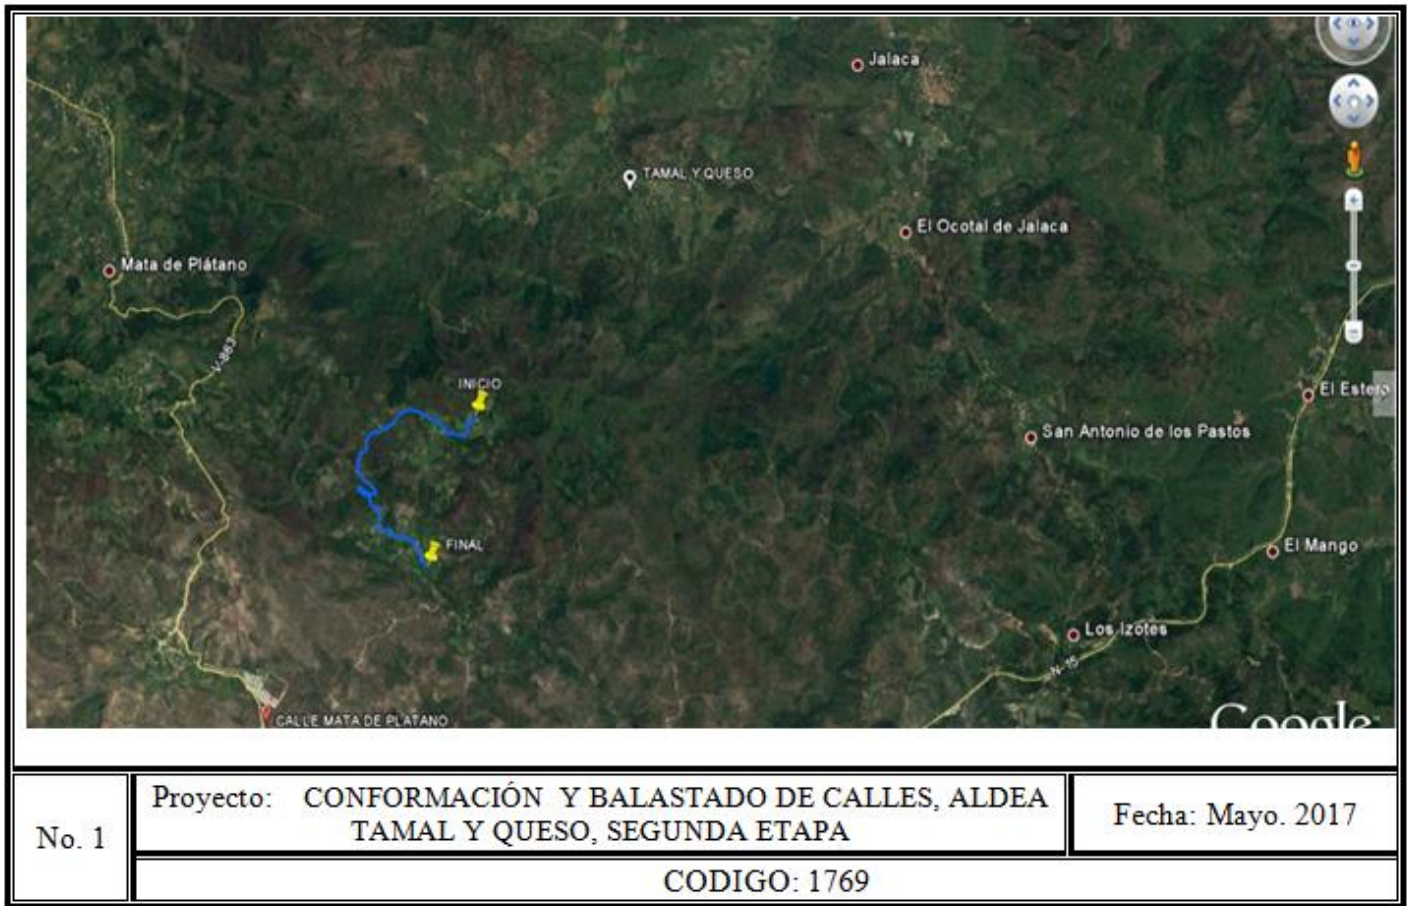 Jalaca
TAMAL Y QUESO
El Ocotal de Jalaca
Mata de Plátano
V-863
INICIO
El Estero
San Antonio de los Pastos
FINAL
El Mango
Los Izotes
N-15
CALLE MATA DE PLATANO
Google
No. 1
Proyecto: CONFORMACIÓN Y BALASTADO DE CALLES, ALDEA
TAMAL Y QUESO, SEGUNDA ETAPA
Fecha: Mayo. 2017
CODIGO: 1769